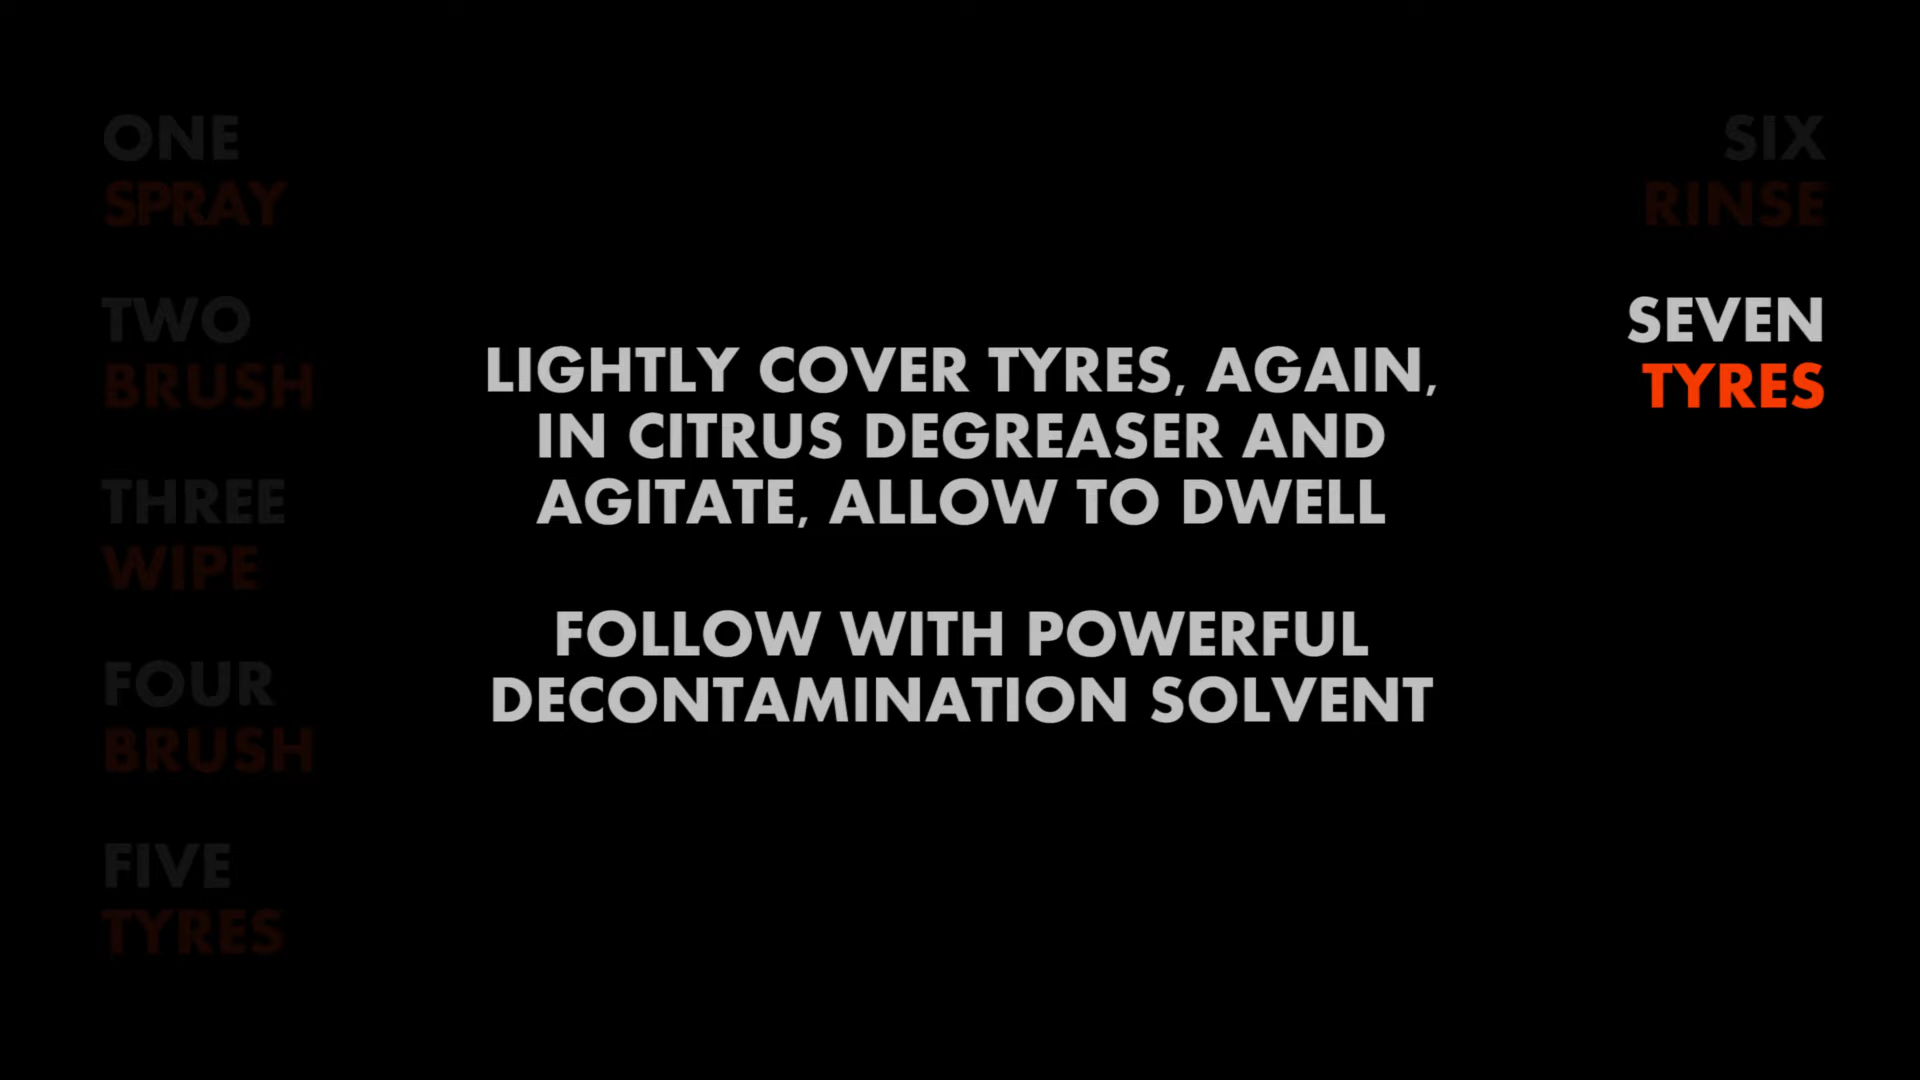 ONE
SPRAY
TWO
BRUSH
THREE
WIPE
FOUR
BRUSH
FIVE
TYRES
LIGHTLY COVER TYRES, AGAIN,
IN CITRUS DEGREASER AND
AGITATE, ALLOW TO DWELL
FOLLOW WITH POWERFUL
DECONTAMINATION SOLVENT
SIX
RINSE
SEVEN
TYRES